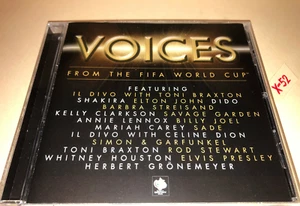 VOICES
FROM THE FIFA WORLD CUP
FEATURING
IL DIVO WITH TONI BRAXTON
SHAKIRA ELTON JOHN DIDO
BARBRA STREISAND
KELLY CLARKSON SAVAGE GARDEN
ANNIE LENNOX BILLY JOEL
MARIAH CAREY SADE
IL DIVO WITH CELINE DION
SIMON & GARFUNKEL
TONI BRAXTON ROD STEWART
WHITNEY HOUSTON ELVIS PRESLEY
HERBERT GRÖNEMEYER
X-52